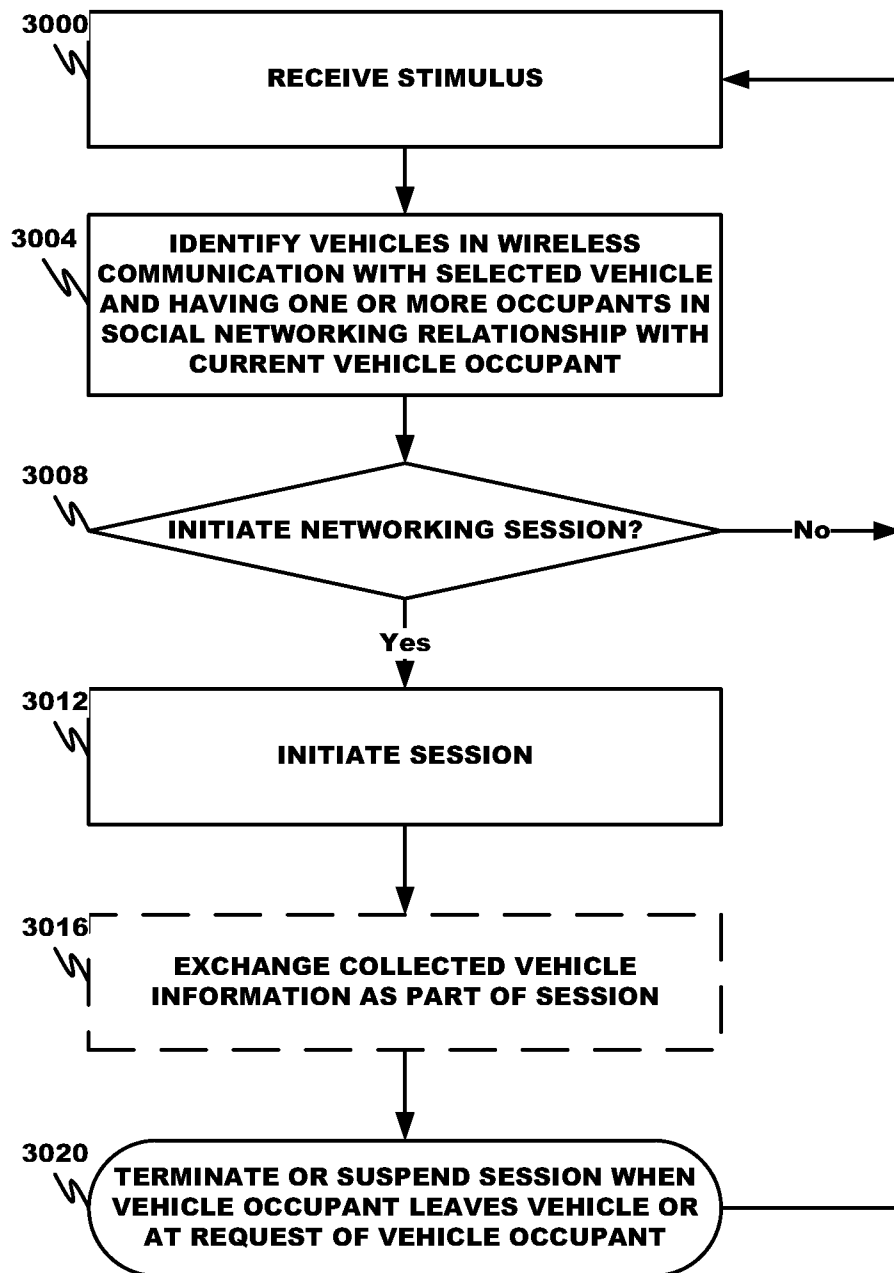 3000
RECEIVE STIMULUS
3004
IDENTIFY VEHICLES IN WIRELESS
COMMUNICATION WITH SELECTED VEHICLE
AND HAVING ONE OR MORE OCCUPANTS IN
SOCIAL NETWORKING RELATIONSHIP WITH
CURRENT VEHICLE OCCUPANT
3008
INITIATE NETWORKING SESSION?
No
Yes
3012
INITIATE SESSION
3016
EXCHANGE COLLECTED VEHICLE
INFORMATION AS PART OF SESSION
3020
TERMINATE OR SUSPEND SESSION WHEN
VEHICLE OCCUPANT LEAVES VEHICLE OR
AT REQUEST OF VEHICLE OCCUPANT